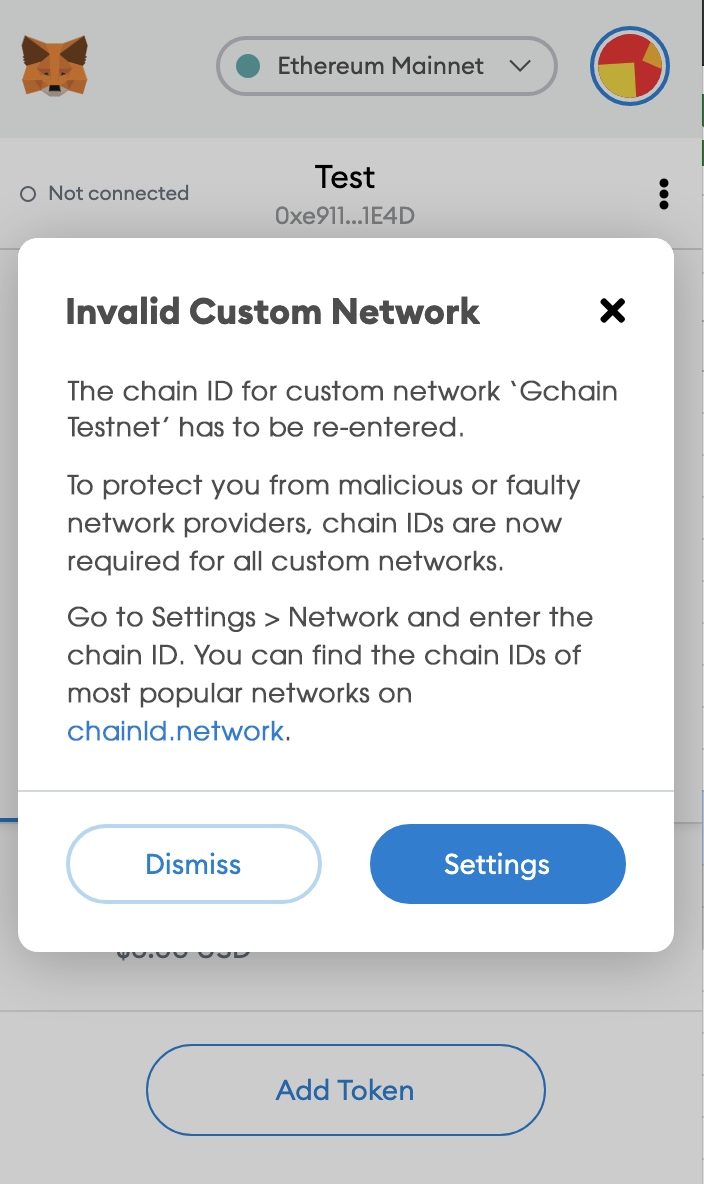 Ethereum Mainnet
Not connected
Test
0xe911...1E4D
Invalid Custom Network
The chain ID for custom network `Gchain
Testnet’ has to be re-entered.
To protect you from malicious or faulty
network providers, chain IDs are now
required for all custom networks.
Go to Settings > Network and enter the
chain ID. You can find the chain IDs of
most popular networks on
chainId.network.
Dismiss
Settings
Add Token